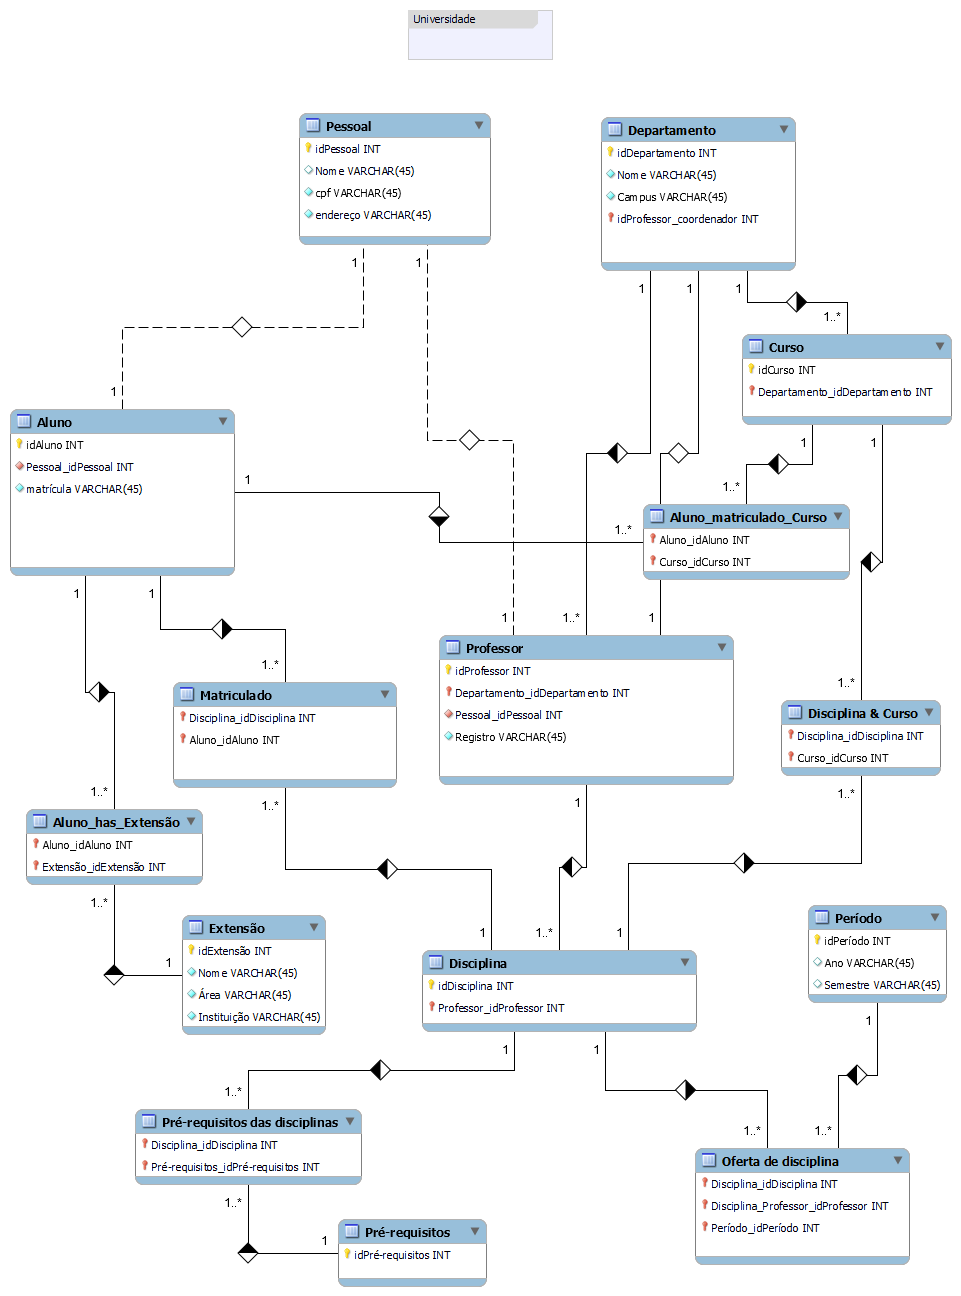 Universidade
Pessoal
idPessoal INT
Nome VARCHAR(45)
cpf VARCHAR(45)
endereço VARCHAR(45)
1
1
Departamento
idDepartamento INT
Nome VARCHAR(45)
Campus VARCHAR(45)
idProfessor_coordenador INT
1
1
1
1..*
Curso
idCurso INT
Departamento_idDepartamento INT
1
1
1
Aluno
idAluno INT
Pessoal_idPessoal INT
matrícula VARCHAR(45)
1
1..*
1..*
Aluno_matriculado_Curso
Aluno_idAluno INT
Curso_idCurso INT
1
1
1..*
1
1..*
1
Professor
idProfessor INT
Departamento_idDepartamento INT
Pessoal_idPessoal INT
Registro VARCHAR(45)
1
Matriculado
Disciplina_idDisciplina INT
Aluno_idAluno INT
1..*
1..*
Disciplina & Curso
Disciplina_idDisciplina INT
Curso_idCurso INT
1..*
1..*
Aluno_has_Extensão
Aluno_idAluno INT
Extensão_idExtensão INT
1..*
1
Extensão
idExtensão INT
Nome VARCHAR(45)
Área VARCHAR(45)
Instituição VARCHAR(45)
1
1..*
1
Disciplina
idDisciplina INT
Professor_idProfessor INT
1
1
Período
idPeríodo INT
Ano VARCHAR(45)
Semestre VARCHAR(45)
1
1..*
Pré-requisitos das disciplinas
Disciplina_idDisciplina INT
Pré-requisitos_idPré-requisitos INT
1..*
1
Pré-requisitos
idPré-requisitos INT
1..*
1..*
Oferta de disciplina
Disciplina_idDisciplina INT
Disciplina_Professor_idProfessor INT
Período_idPeríodo INT